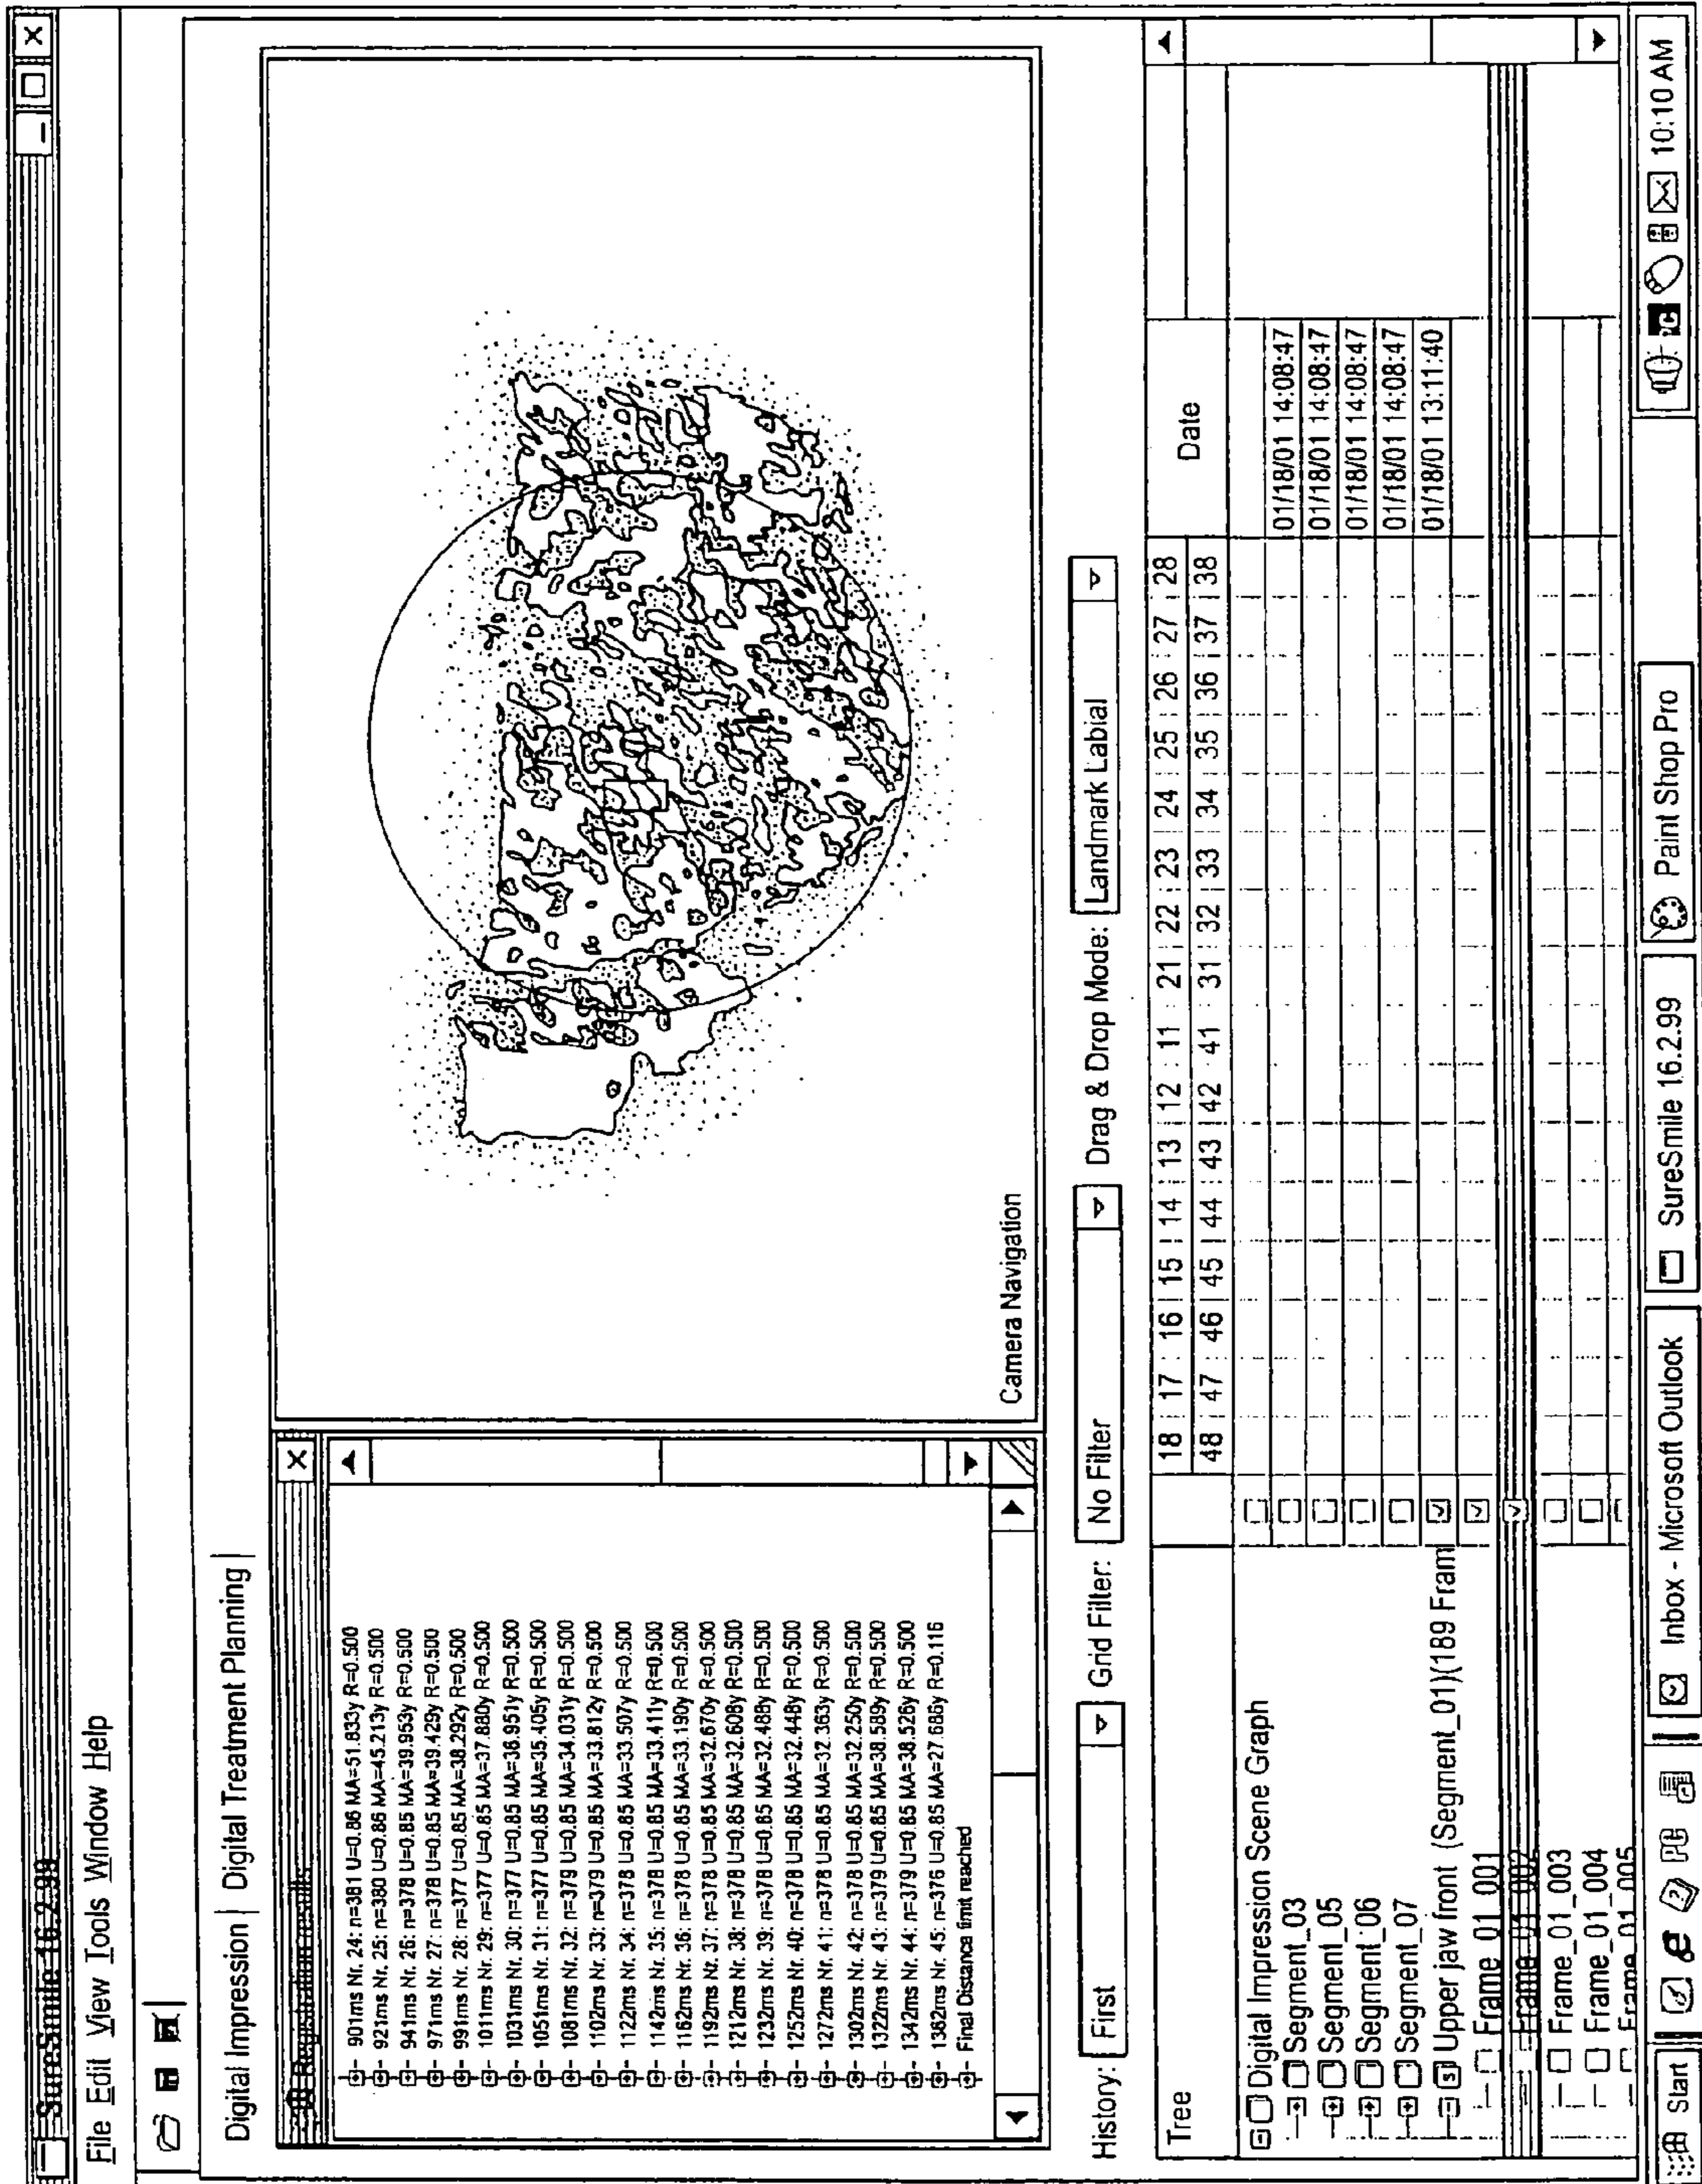 SureSmile 16.2.99
File Edit View Tools Window Help
Digital Impression | Digital Treatment Planning
3D Registration results
901ms Nr. 24: n=381 U=0.86 MA=51.833y R=0.500
921ms Nr. 25: n=380 U=0.86 MA=45.213y R=0.500
941ms Nr. 26: n=378 U=0.85 MA=39.953y R=0.500
971ms Nr. 27: n=378 U=0.85 MA=39.429y R=0.500
991ms Nr. 28: n=377 U=0.85 MA=38.292y R=0.500
1011ms Nr. 29: n=377 U=0.85 MA=37.880y R=0.500
1031ms Nr. 30: n=377 U=0.85 MA=36.951y R=0.500
1051ms Nr. 31: n=377 U=0.85 MA=35.405y R=0.500
1081ms Nr. 32: n=379 U=0.85 MA=34.031y R=0.500
1102ms Nr. 33: n=379 U=0.85 MA=33.812y R=0.500
1122ms Nr. 34: n=378 U=0.85 MA=33.507y R=0.500
1142ms Nr. 35: n=378 U=0.85 MA=33.411y R=0.500
1162ms Nr. 36: n=378 U=0.85 MA=33.190y R=0.500
1192ms Nr. 37: n=378 U=0.85 MA=32.670y R=0.500
1212ms Nr. 38: n=378 U=0.85 MA=32.608y R=0.500
1232ms Nr. 39: n=378 U=0.85 MA=32.488y R=0.500
1252ms Nr. 40: n=378 U=0.85 MA=32.448y R=0.500
1272ms Nr. 41: n=378 U=0.85 MA=32.363y R=0.500
1302ms Nr. 42: n=378 U=0.85 MA=32.250y R=0.500
1322ms Nr. 43: n=379 U=0.85 MA=38.589y R=0.500
1342ms Nr. 44: n=379 U=0.85 MA=38.526y R=0.500
1382ms Nr. 45: n=376 U=0.85 MA=27.686y R=0.116
Final Distance limit reached
Camera Navigation
History: First Grid Filter: No Filter Drag & Drop Mode: Landmark Labial
Tree 18 17 16 15 14 13 12 11 21 22 23 24 25 26 27 28 Date
48 47 46 45 44 43 42 41 31 32 33 34 35 36 37 38
Digital Impression Scene Graph
Segment_03 01/18/01 14:08:47
Segment_05 01/18/01 14:08:47
Segment_06 01/18/01 14:08:47
Segment_07 01/18/01 14:08:47
Upper jaw front (Segment_01)(189 Fram 01/18/01 13:11:40
Frame_01_001
Frame_01_002
Frame_01_003
Frame_01_004
Frame_01_005
Start Inbox - Microsoft Outlook SureSmile 16.2.99 Paint Shop Pro 10:10 AM